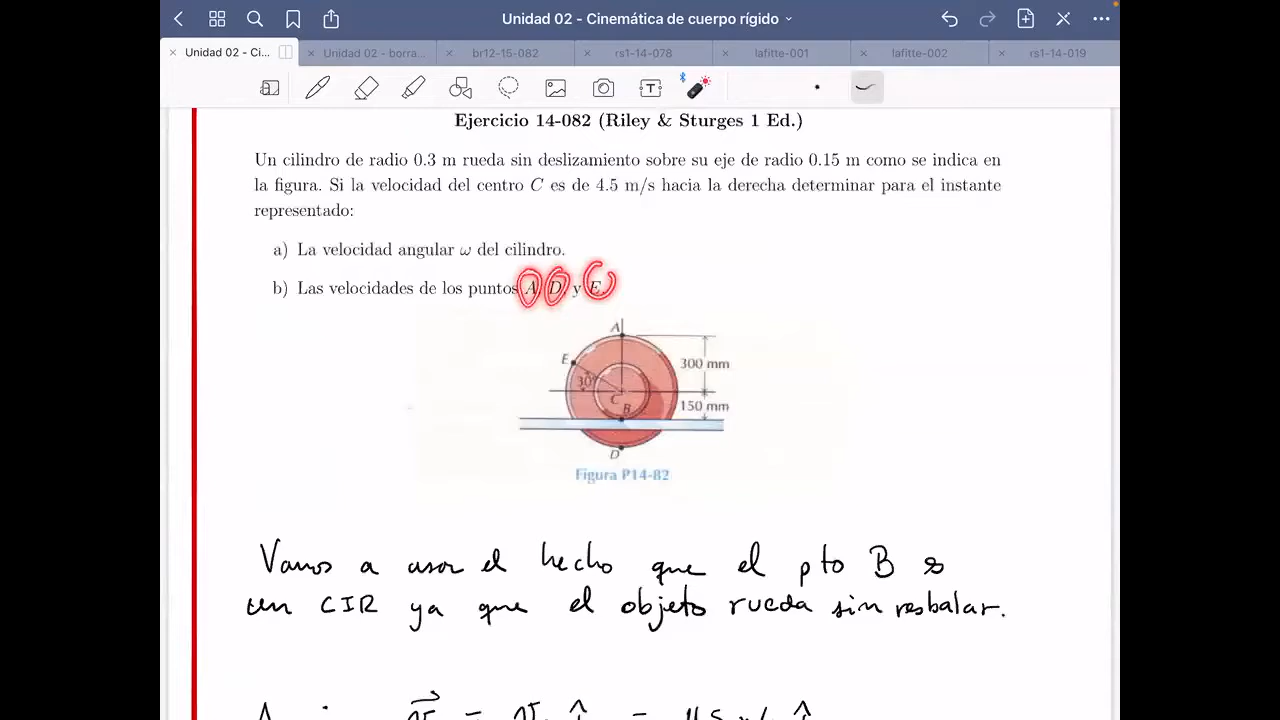 Unidad 02 - Cinemática de cuerpo rígido
Unidad 02 - Ci...
Unidad 02 - borra...
br12-15-082
rs1-14-078
lafitte-001
lafitte-002
rs1-14-019
Ejercicio 14-082 (Riley & Sturges 1 Ed.)
Un cilindro de radio 0.3 m rueda sin deslizamiento sobre su eje de radio 0.15 m como se indica en
la figura. Si la velocidad del centro C es de 4.5 m/s hacia la derecha determinar para el instante
representado:
a) La velocidad angular ω del cilindro.
b) Las velocidades de los puntos A, D, y E.
A
E
300 mm
30°
C
B
150 mm
D
Figura P14-82
Vamos a usar el hecho que el pto B es
un CIR ya que el objeto rueda sin resbalar.